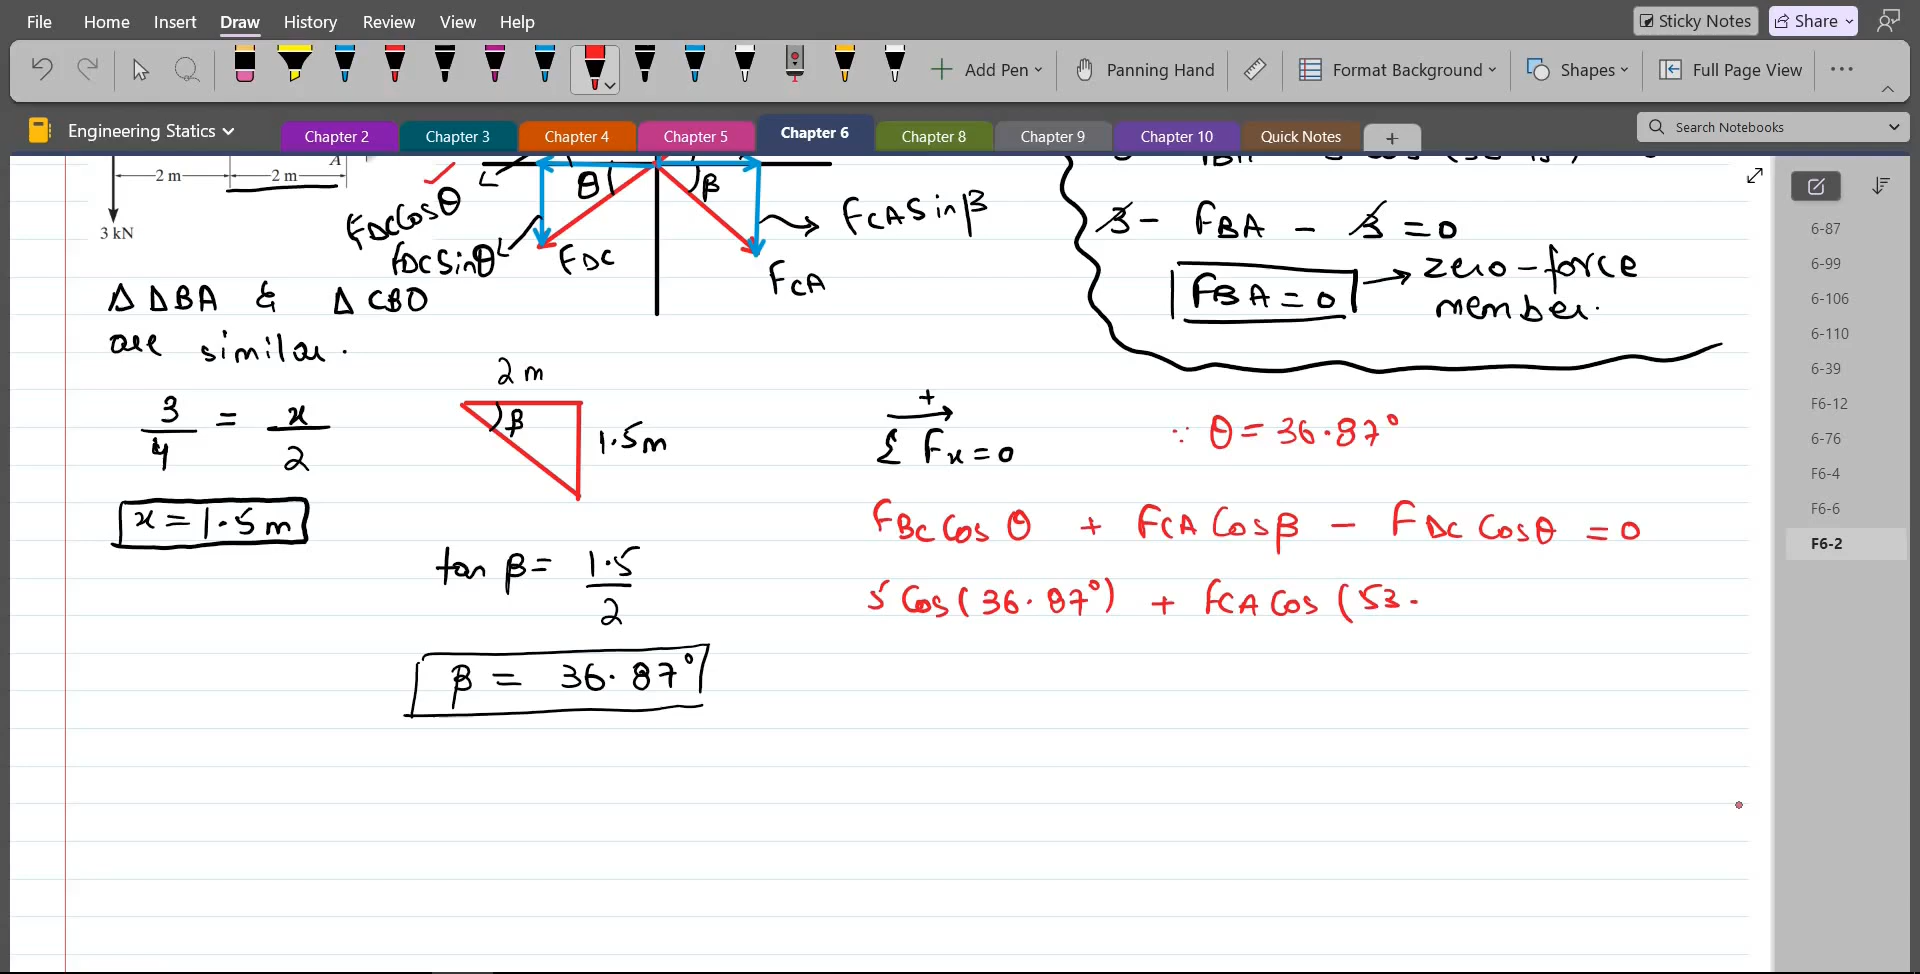 File Home Insert Draw History Review View Help
Sticky Notes Share
Add Pen Panning Hand Format Background Shapes Full Page View
Engineering Statics Chapter 2 Chapter 3 Chapter 4 Chapter 5 Chapter 6 Chapter 8 Chapter 9 Chapter 10 Quick Notes +
Search Notebooks
A
2 m 2 m
3 kN
FDC Cosθ
FDC Sinθ
θ
β
FDC
FCA
FCA Sinβ
3 - FBA - 3 = 0
FBA = 0
zero-force
member.
Δ DBA & Δ CBO
are similar.
3/4 = x/2
x = 1.5 m
2 m
β
1.5 m
tan β = 1.5/2
β = 36.87°
+
Σ Fx = 0
∵ θ = 36.87°
FBC Cos θ + FCA Cos β - FDC Cos θ = 0
5 Cos (36.87°) + FCA Cos (53.
6-87
6-99
6-106
6-110
6-39
F6-12
6-76
F6-4
F6-6
F6-2